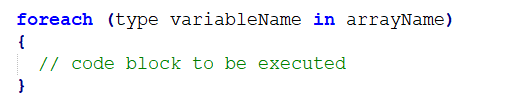 foreach (type variableName in arrayName)
{
  // code block to be executed
}